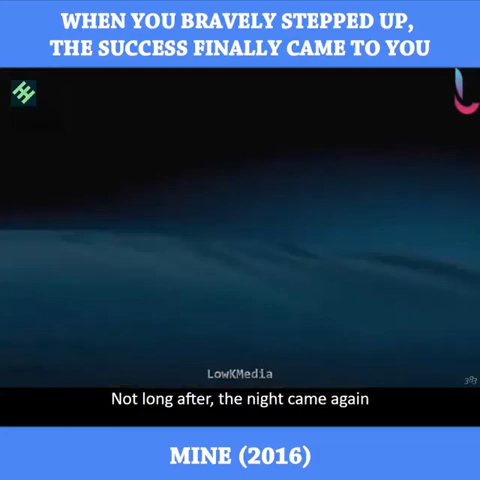 WHEN YOU BRAVELY STEPPED UP,
THE SUCCESS FINALLY CAME TO YOU
LowKMedia
383
Not long after, the night came again
MINE (2016)